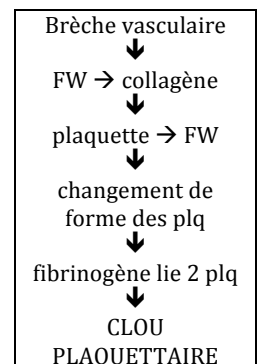 Brèche vasculaire
🡻
FW → collagène
🡻
plaquette → FW
🡻
changement de
forme des plq
🡻
fibrinogène lie 2 plq
🡻
CLOU
PLAQUETTAIRE